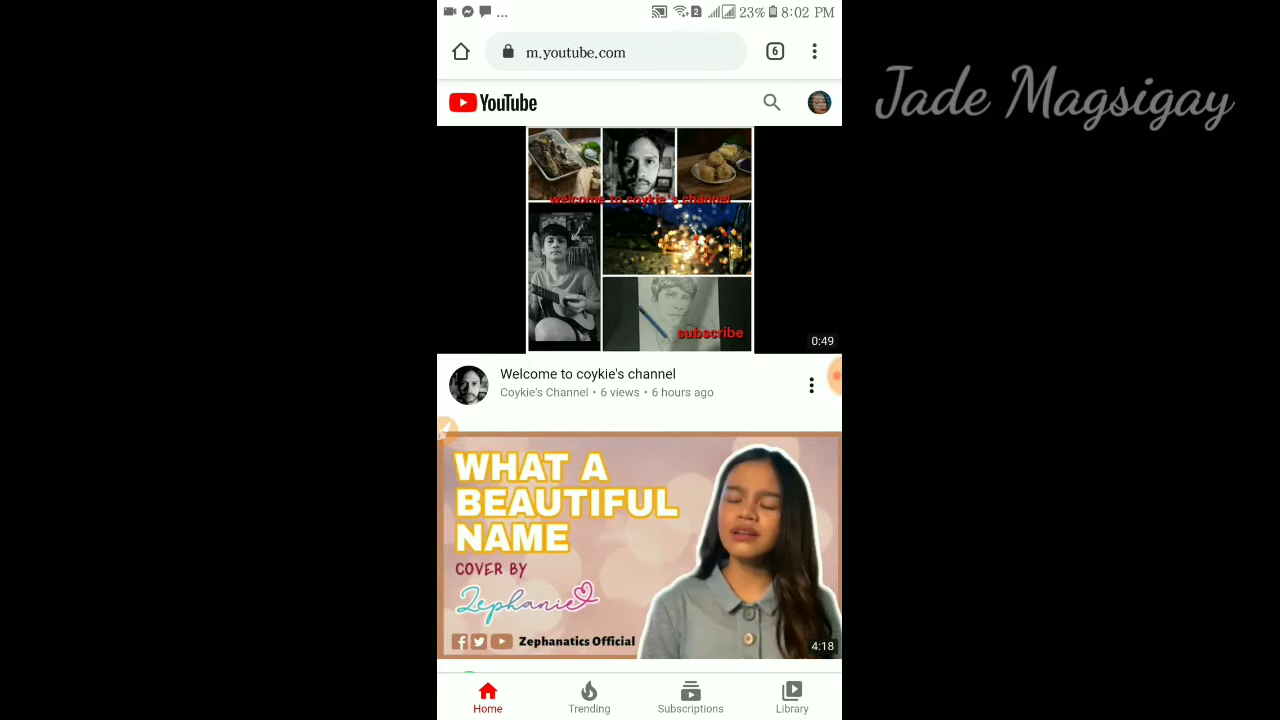 ... 2 23% 8:02 PM
m.youtube.com 6
YouTube
Jade Magsigay
welcome to coykie's channel
subscribe
0:49
Welcome to coykie's channel
Coykie's Channel • 6 views • 6 hours ago
WHAT A
BEAUTIFUL
NAME
COVER BY
Zephanie
Zephanatics Official
4:18
Home Trending Subscriptions Library